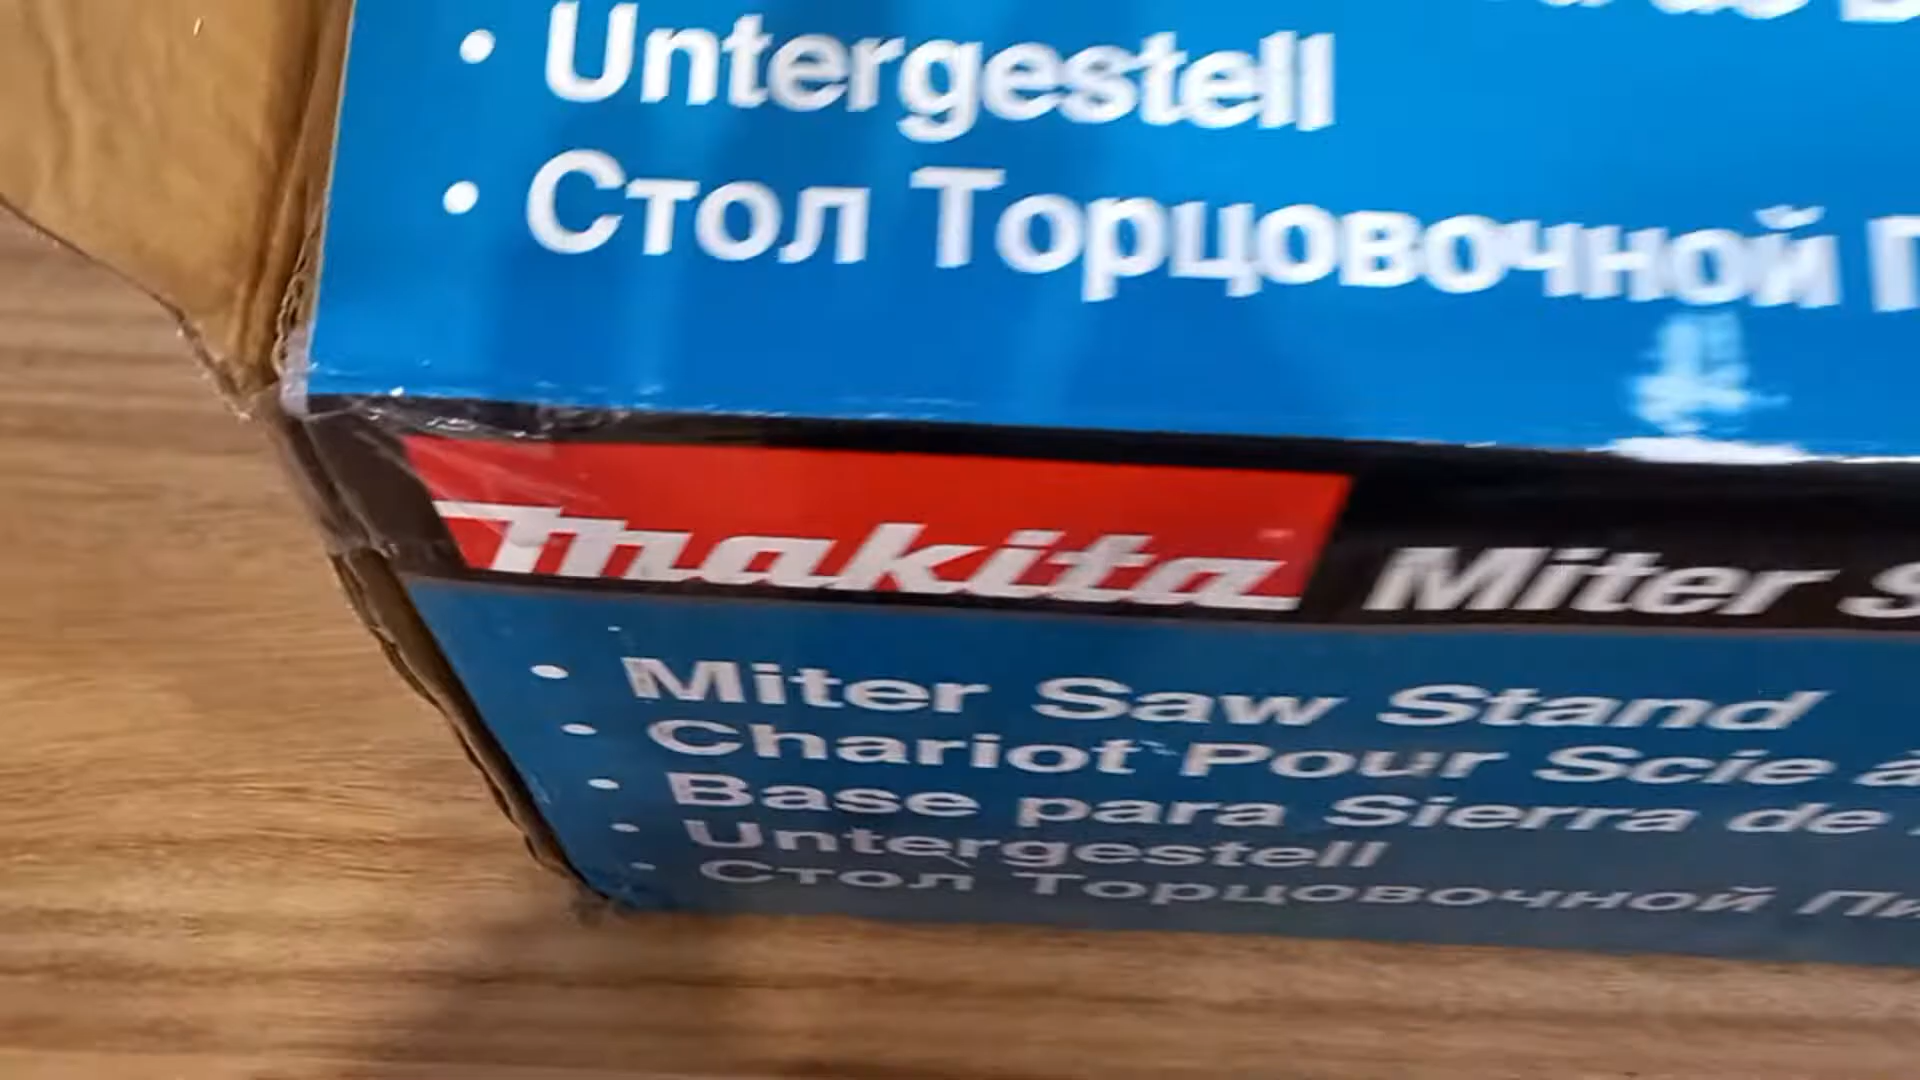 • Untergestell
• Стол Торцовочной
makita Miter
• Miter Saw Stand
• Chariot Pour Scie à
• Base para Sierra de
• Untergestell
• Стол Торцовочной